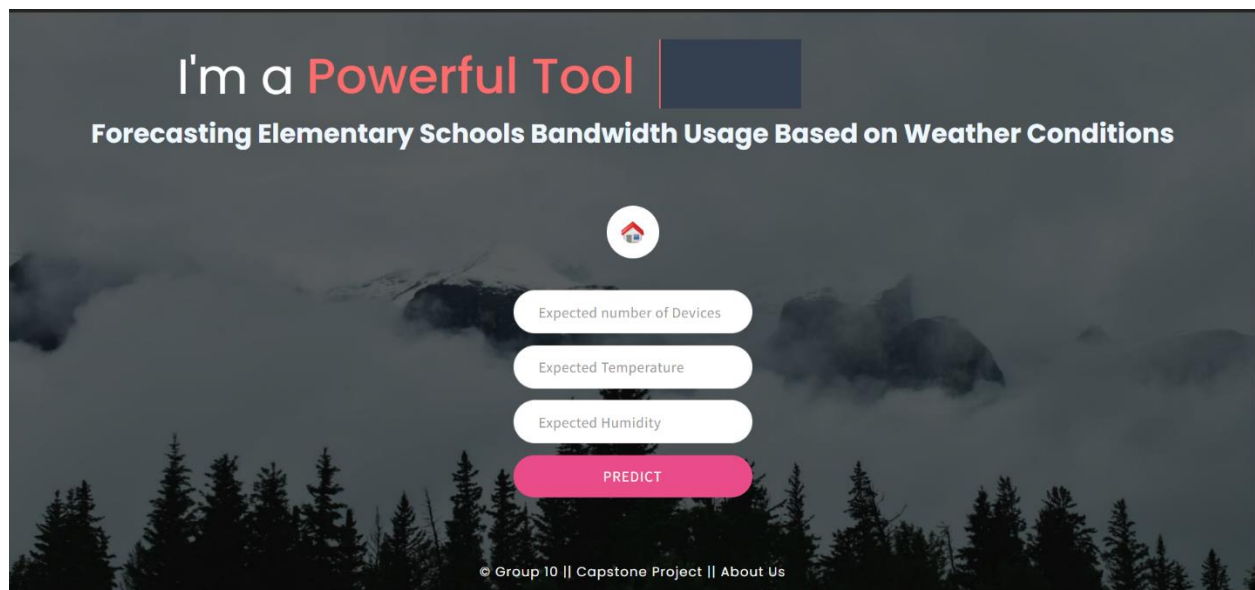 I'm a Powerful Tool
Forecasting Elementary Schools Bandwidth Usage Based on Weather Conditions
Expected number of Devices
Expected Temperature
Expected Humidity
PREDICT
© Group 10 || Capstone Project || About Us